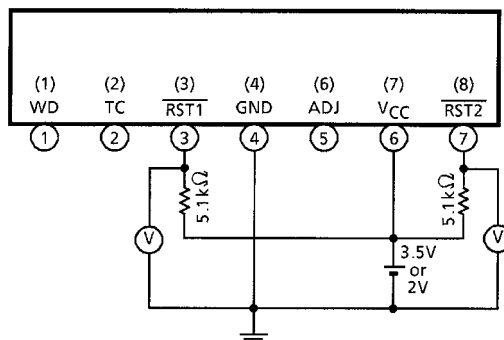 (1) (2) (3) (4) (6) (7) (8)
WD TC RST1 GND ADJ VCC RST2
1 2 3 4 5 6 7
5.1kΩ 5.1kΩ
V V
3.5V
or
2V